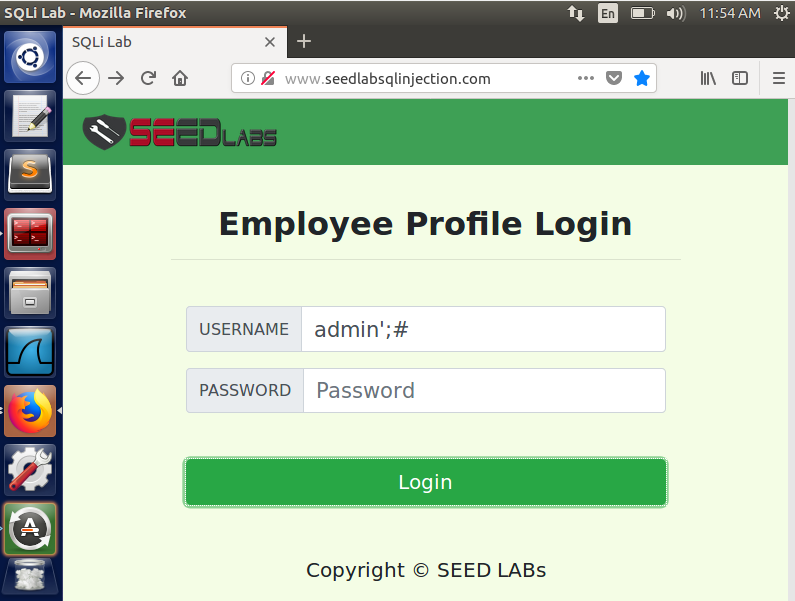 SQLi Lab - Mozilla Firefox
En
11:54 AM
SQLi Lab
www.seedlabsqlinjection.com
SEEDLABS
Employee Profile Login
USERNAME
admin';#
PASSWORD
Password
Login
Copyright © SEED LABs